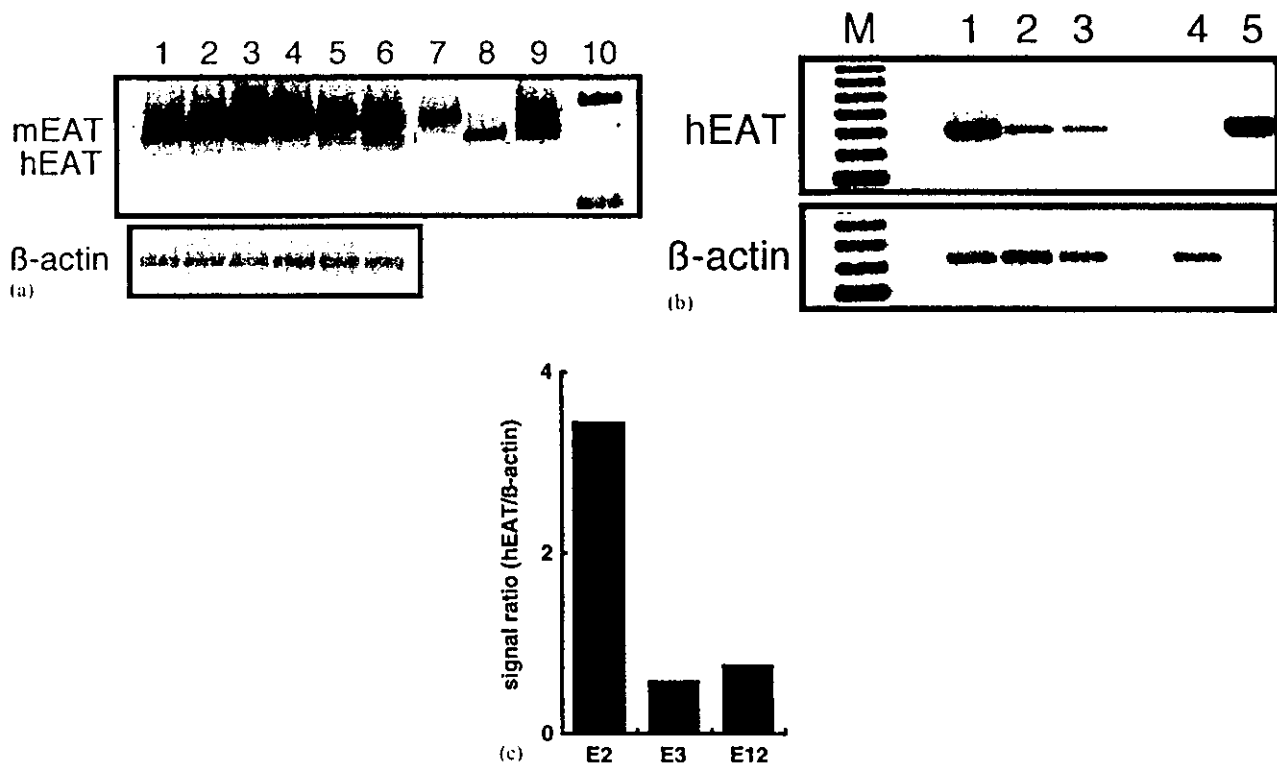 1 2 3 4 5 6 7 8 9 10
mEAT
hEAT
ß-actin
(a)
M 1 2 3 4 5
hEAT
ß-actin
(b)
signal ratio (hEAT/ß-actin)
4
2
0
E2 E3 E12
(c)